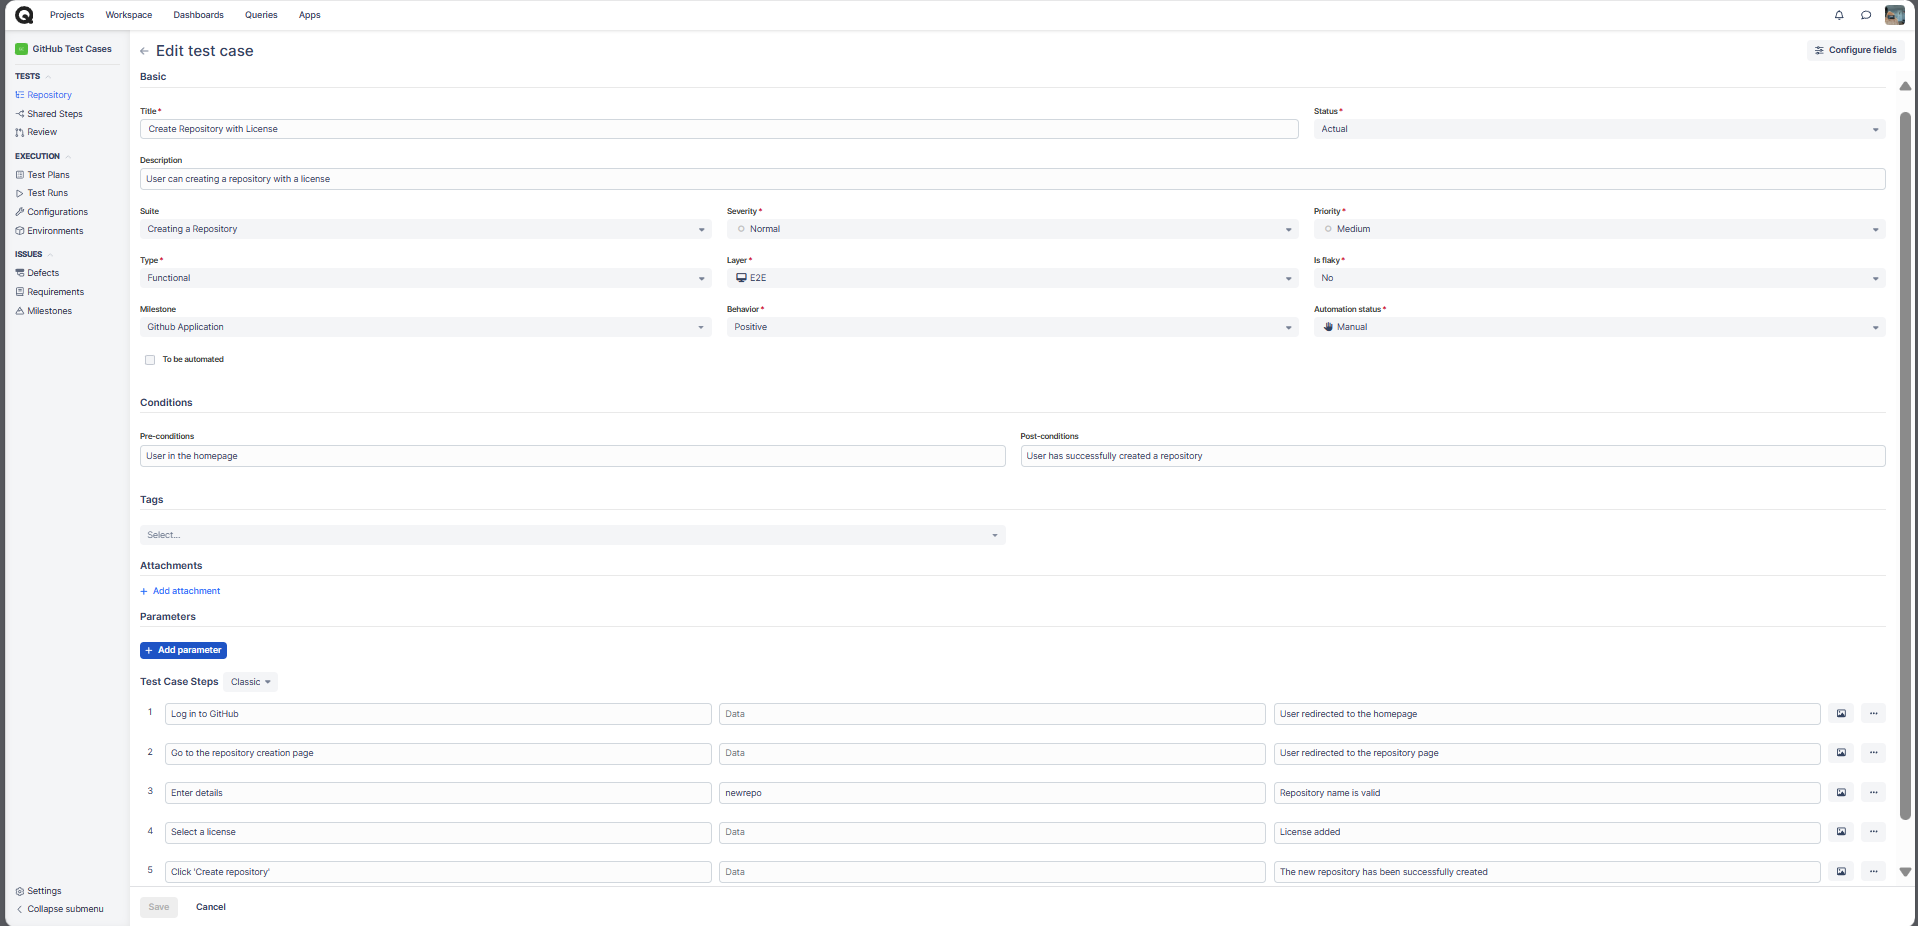 Projects Workspace Dashboards Queries Apps
GitHub Test Cases
TESTS
Repository
Shared Steps
Review
EXECUTION
Test Plans
Test Runs
Configurations
Environments
ISSUES
Defects
Requirements
Milestones
Settings
Collapse submenu
Edit test case
Configure fields
Basic
Title*
Create Repository with License
Status*
Actual
Description
User can creating a repository with a license
Suite
Creating a Repository
Severity*
Normal
Priority*
Medium
Type*
Functional
Layer*
E2E
Is flaky*
No
Milestone
Github Application
Behavior*
Positive
Automation status*
Manual
To be automated
Conditions
Pre-conditions
User in the homepage
Post-conditions
User has successfully created a repository
Tags
Select...
Attachments
+ Add attachment
Parameters
+ Add parameter
Test Case Steps Classic
1 Log in to GitHub Data User redirected to the homepage
2 Go to the repository creation page Data User redirected to the repository page
3 Enter details newrepo Repository name is valid
4 Select a license Data License added
5 Click 'Create repository' Data The new repository has been successfully created
Save Cancel